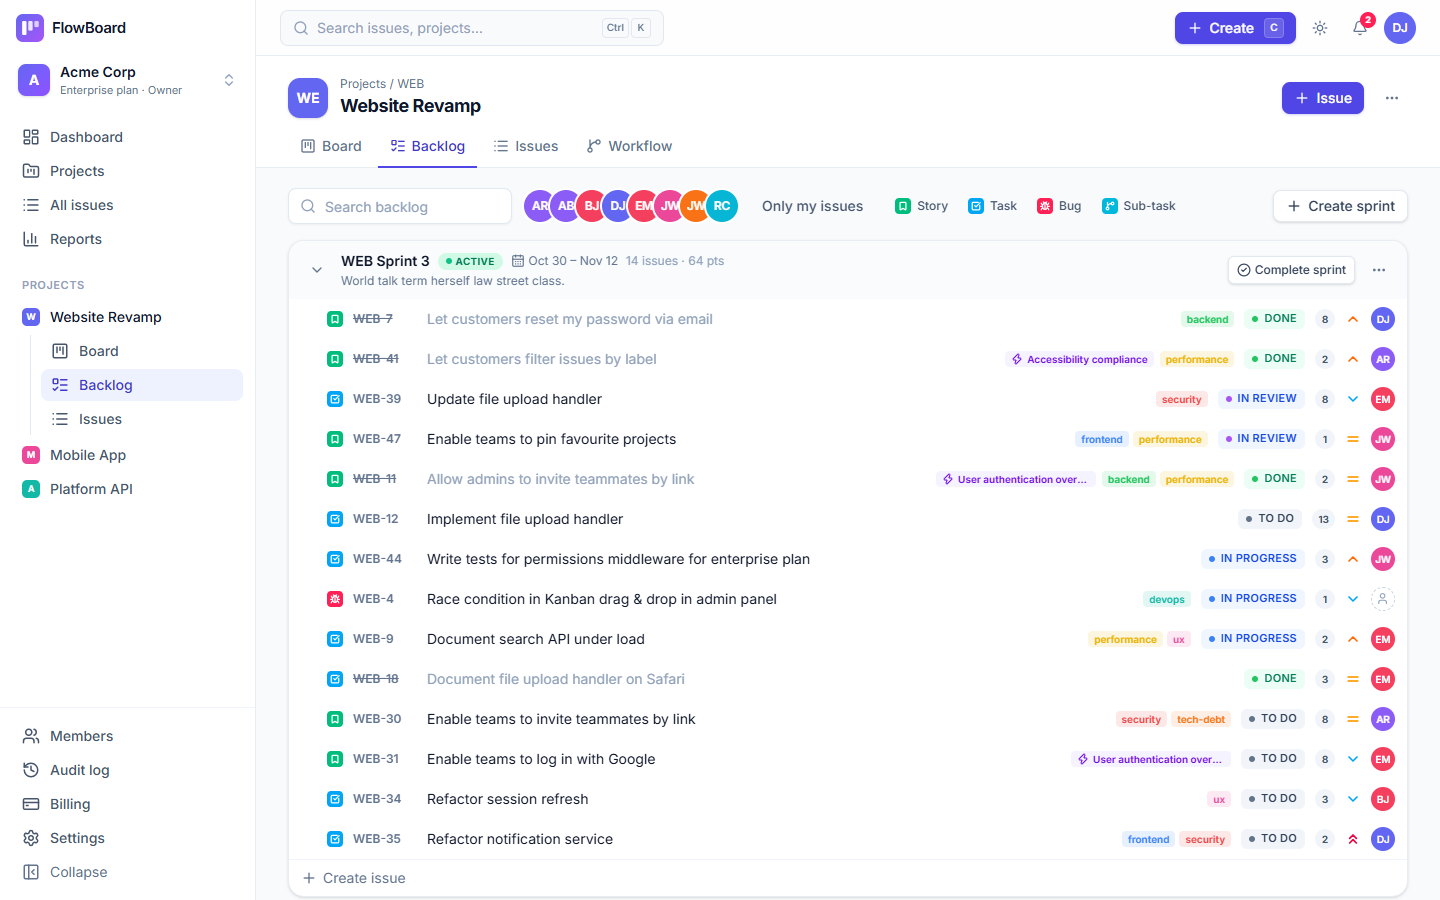 FlowBoard
A
Acme Corp
Enterprise plan · Owner
Dashboard
Projects
All issues
Reports
PROJECTS
W Website Revamp
Board
Backlog
Issues
M Mobile App
A Platform API
Members
Audit log
Billing
Settings
Collapse
Search issues, projects... Ctrl K
Create C
2
DJ
WE
Projects / WEB
Website Revamp
Issue
Board Backlog Issues Workflow
Search backlog
AR AB BJ DJ EM JW JW RC
Only my issues
Story Task Bug Sub-task
Create sprint
WEB Sprint 3 ACTIVE Oct 30 – Nov 12 14 issues · 64 pts
World talk term herself law street class.
Complete sprint
WEB-7 Let customers reset my password via email backend DONE 8 DJ
WEB-41 Let customers filter issues by label Accessibility compliance performance DONE 2 AR
WEB-39 Update file upload handler security IN REVIEW 8 EM
WEB-47 Enable teams to pin favourite projects frontend performance IN REVIEW 1 JW
WEB-11 Allow admins to invite teammates by link User authentication over... backend performance DONE 2 JW
WEB-12 Implement file upload handler TO DO 13 DJ
WEB-44 Write tests for permissions middleware for enterprise plan IN PROGRESS 3 JW
WEB-4 Race condition in Kanban drag & drop in admin panel devops IN PROGRESS 1
WEB-9 Document search API under load performance ux IN PROGRESS 2 EM
WEB-18 Document file upload handler on Safari DONE 3 EM
WEB-30 Enable teams to invite teammates by link security tech-debt TO DO 8 AR
WEB-31 Enable teams to log in with Google User authentication over... TO DO 8 EM
WEB-34 Refactor session refresh ux TO DO 3 BJ
WEB-35 Refactor notification service frontend security TO DO 2 DJ
Create issue